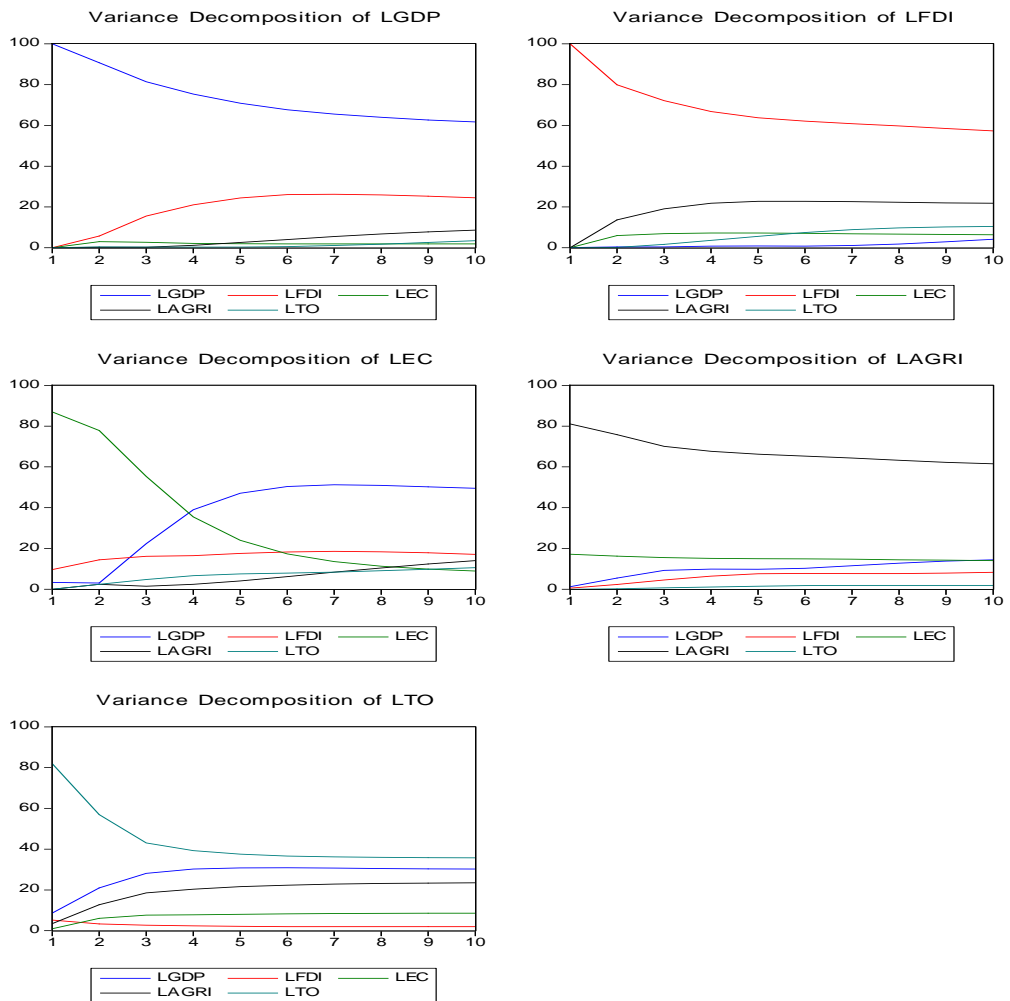 Variance Decomposition of LGDP
100
80
60
40
20
0
1 2 3 4 5 6 7 8 9 10
LGDP LFDI LEC
LAGRI LTO
Variance Decomposition of LFDI
100
80
60
40
20
0
1 2 3 4 5 6 7 8 9 10
LGDP LFDI LEC
LAGRI LTO
Variance Decomposition of LEC
100
80
60
40
20
0
1 2 3 4 5 6 7 8 9 10
LGDP LFDI LEC
LAGRI LTO
Variance Decomposition of LAGRI
100
80
60
40
20
0
1 2 3 4 5 6 7 8 9 10
LGDP LFDI LEC
LAGRI LTO
Variance Decomposition of LTO
100
80
60
40
20
0
1 2 3 4 5 6 7 8 9 10
LGDP LFDI LEC
LAGRI LTO